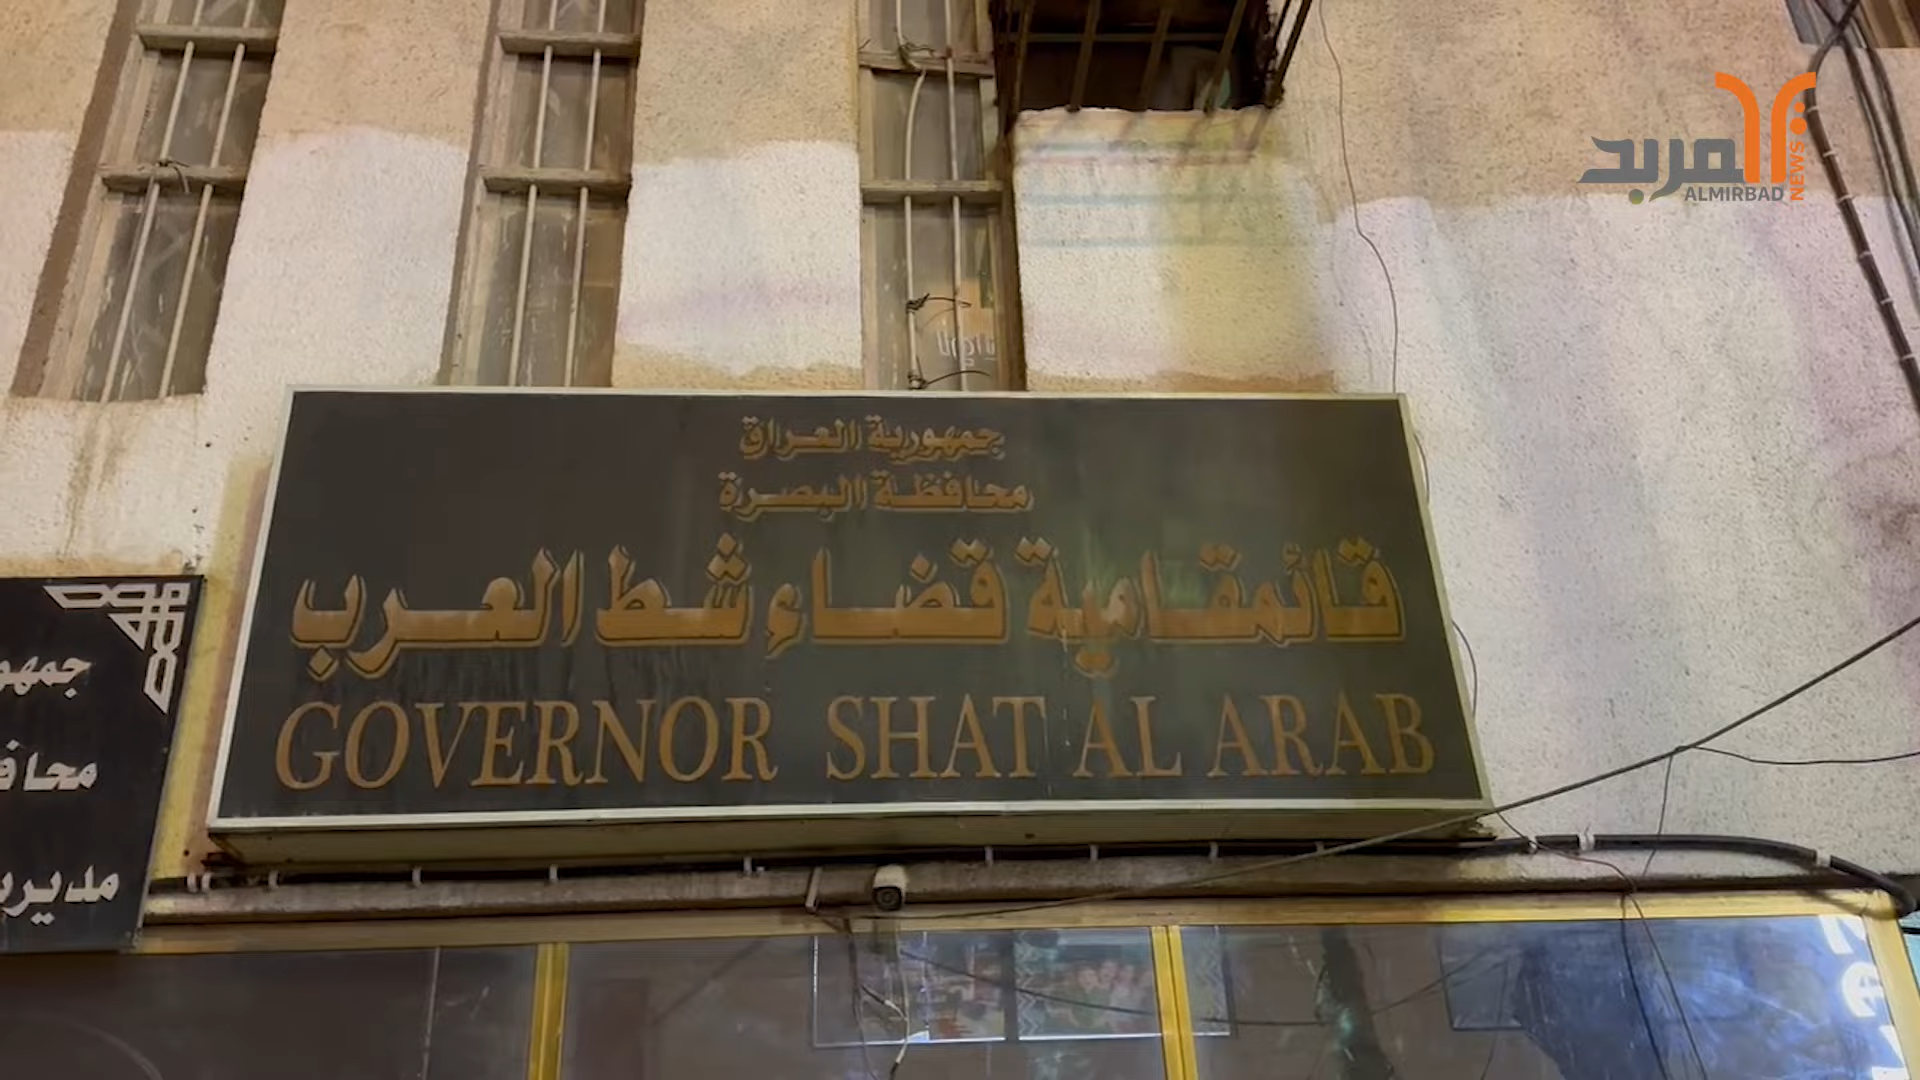 المربد
ALMIRBAD
NEWS
جمهورية العراق
محافظة البصرة
قائمقامية قضاء شط العرب
GOVERNOR SHAT AL ARAB